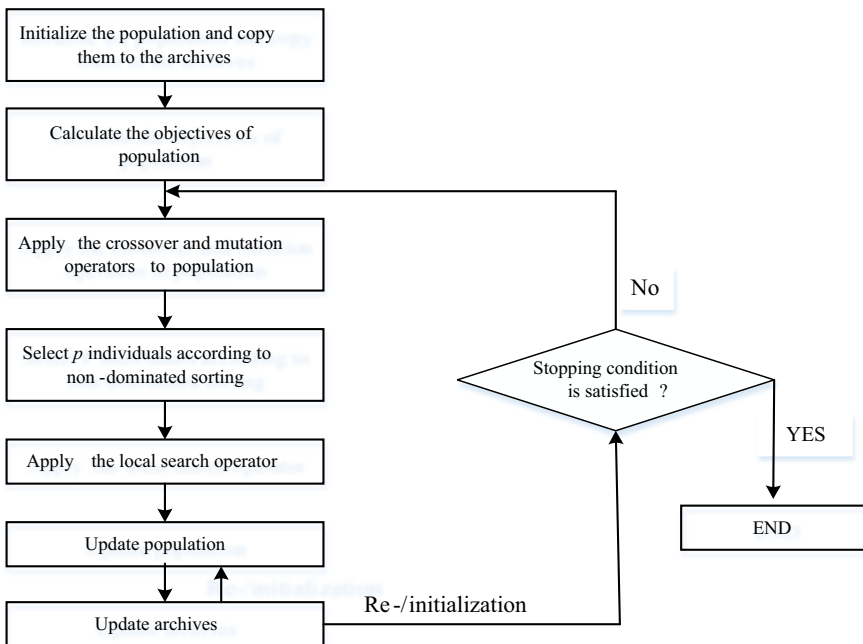 Initialize the population and copy
them to the archives
Calculate the objectives of
population
Apply the crossover and mutation
operators to population
Select p individuals according to
non-dominated sorting
Apply the local search operator
Update population
Update archives
Re-/initialization
Stopping condition
is satisfied ?
No
YES
END